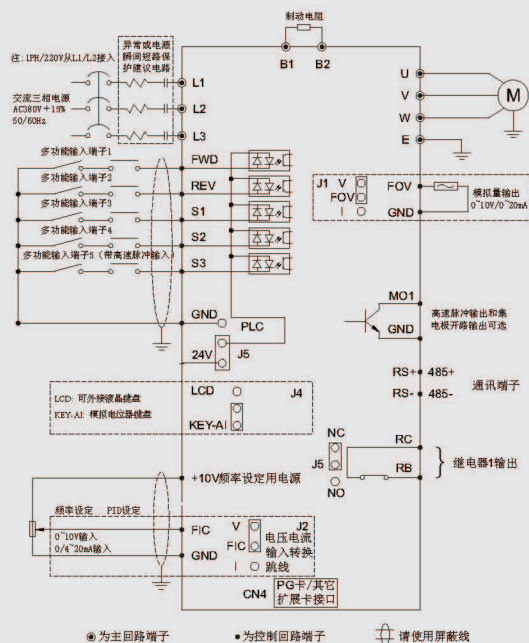 制动电阻
B1 B2
异常或电源
瞬间短路保
护建议电路
注:1PH/220V从L1/L2接入
交流三相电源
AC380V+15%
50/60Hz
L1
L2
L3
U
V
W
E
M
多功能输入端子1
FWD
多功能输入端子2
REV
多功能输入端子3
S1
多功能输入端子4
S2
多功能输入端子5(带高速脉冲输入)
S3
J1 V
FOV
I
FOV
GND
模拟量输出
0~10V/0~20mA
GND
PLC
24V
J5
MO1
GND
高速脉冲输出和集
电极开路输出可选
RS+ 485+
RS- 485-
通讯端子
LCD: 可外接液晶键盘
KEY-AI: 模拟电位器键盘
LCD
J4
KEY-AI
NC
J5
NO
RC
RB
继电器1输出
+10V频率设定用电源
频率设定 PID设定
0~10V输入
0/4~20mA输入
FIC
GND
V J2
FIC
I
电压电流
输入转换
跳线
CN4
PG卡/其它
扩展卡接口
为主回路端子
为控制回路端子
请使用屏蔽线